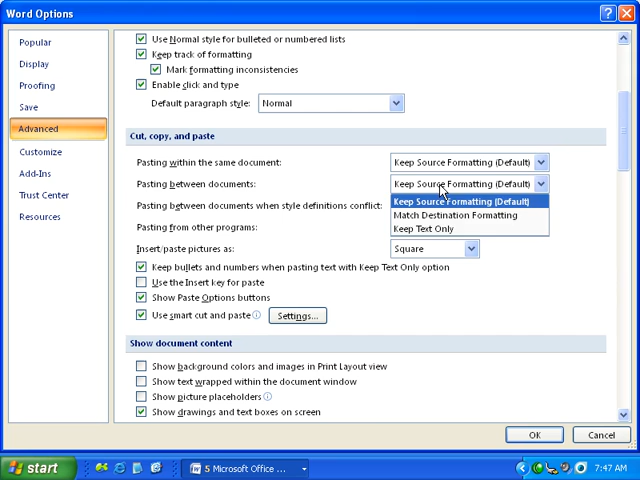 Word Options
Popular
Display
Proofing
Save
Advanced
Customize
Add-Ins
Trust Center
Resources
Use Normal style for bulleted or numbered lists
Keep track of formatting
Mark formatting inconsistencies
Enable click and type
Default paragraph style: Normal
Cut, copy, and paste
Pasting within the same document: Keep Source Formatting (Default)
Pasting between documents: Keep Source Formatting (Default)
Keep Source Formatting (Default)
Match Destination Formatting
Keep Text Only
Pasting between documents when style definitions conflict:
Pasting from other programs:
Insert/paste pictures as: Square
Keep bullets and numbers when pasting text with Keep Text Only option
Use the Insert key for paste
Show Paste Options buttons
Use smart cut and paste Settings...
Show document content
Show background colors and images in Print Layout view
Show text wrapped within the document window
Show picture placeholders
Show drawings and text boxes on screen
OK Cancel
start 5 Microsoft Office ... 7:47 AM